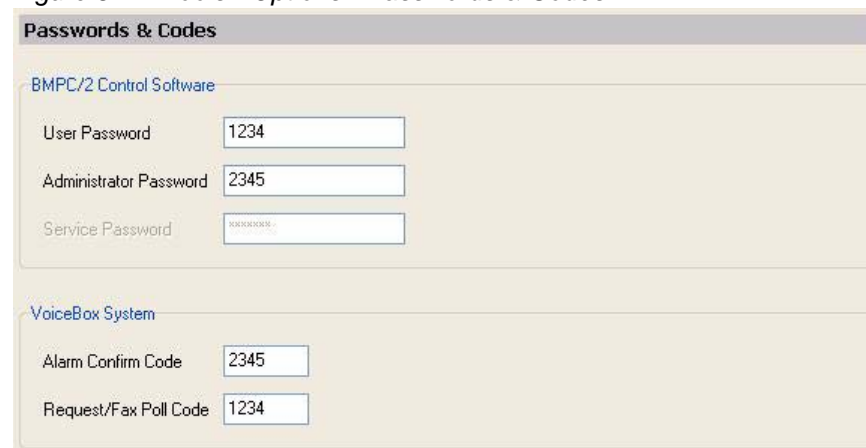 Passwords & Codes
BMPC/2 Control Software
User Password 1234
Administrator Password 2345
Service Password xxxxxxx
VoiceBox System
Alarm Confirm Code 2345
Request/Fax Poll Code 1234